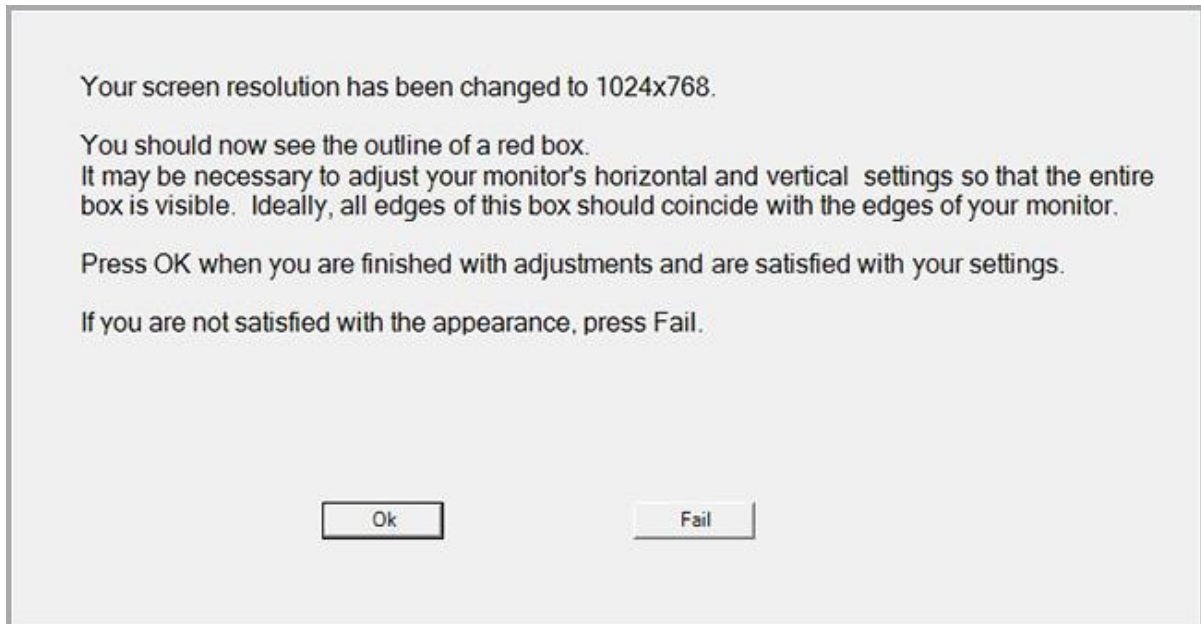 Your screen resolution has been changed to 1024x768.
You should now see the outline of a red box.
It may be necessary to adjust your monitor's horizontal and vertical  settings so that the entire
box is visible.  Ideally, all edges of this box should coincide with the edges of your monitor.
Press OK when you are finished with adjustments and are satisfied with your settings.
If you are not satisfied with the appearance, press Fail.
Ok
Fail